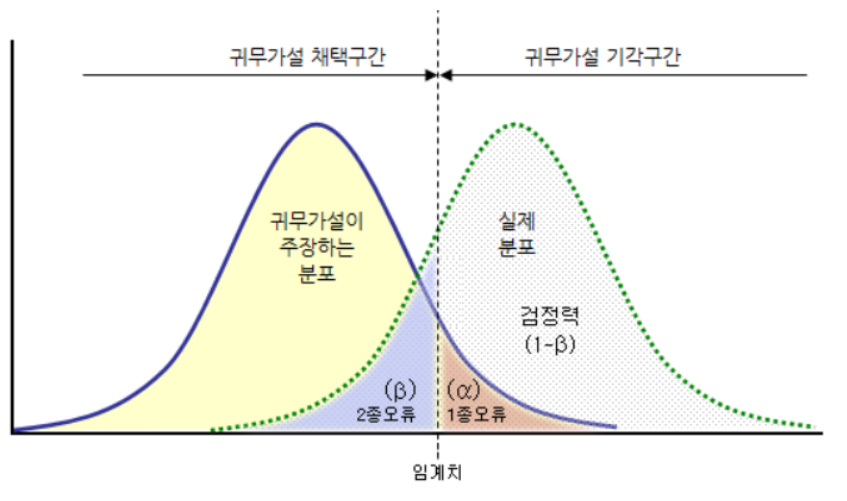 귀무가설 채택구간
귀무가설 기각구간
귀무가설이
주장하는
분포
실제
분포
검정력
(1-β)
(β)
2종오류
(α)
1종오류
임계치